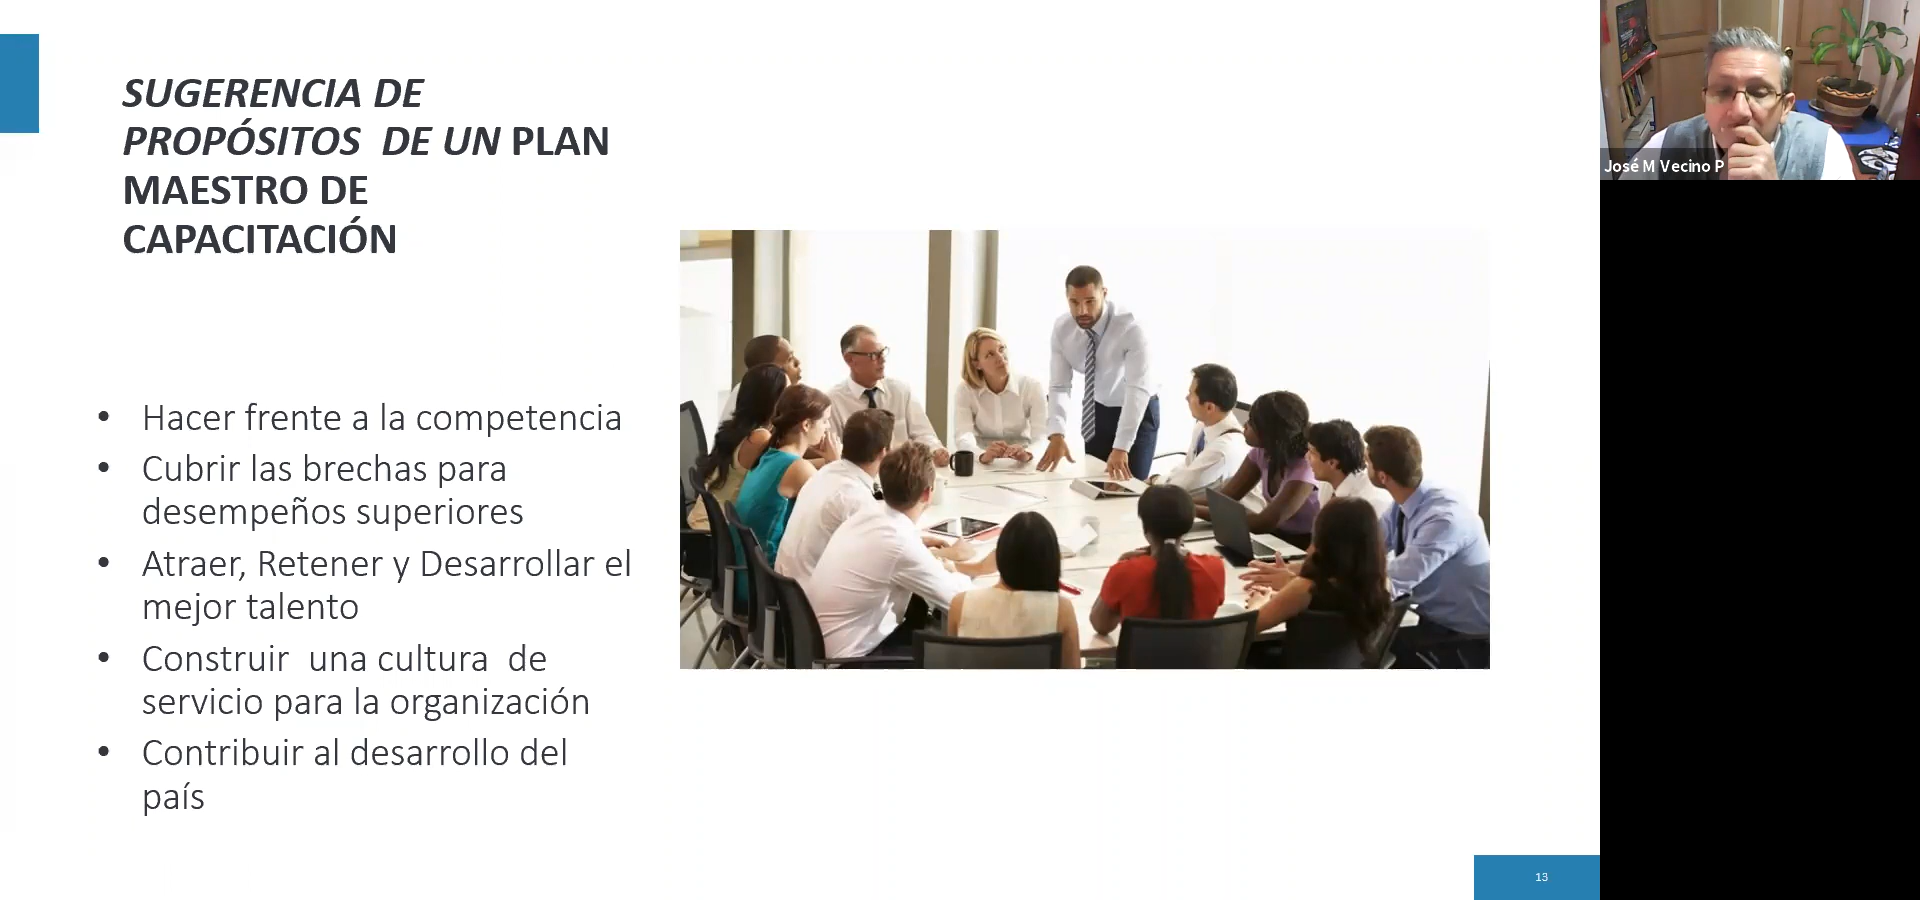 SUGERENCIA DE
PROPÓSITOS DE UN PLAN
MAESTRO DE
CAPACITACIÓN
• Hacer frente a la competencia
• Cubrir las brechas para
desempeños superiores
• Atraer, Retener y Desarrollar el
mejor talento
• Construir una cultura de
servicio para la organización
• Contribuir al desarrollo del
país
13
José M Vecino P